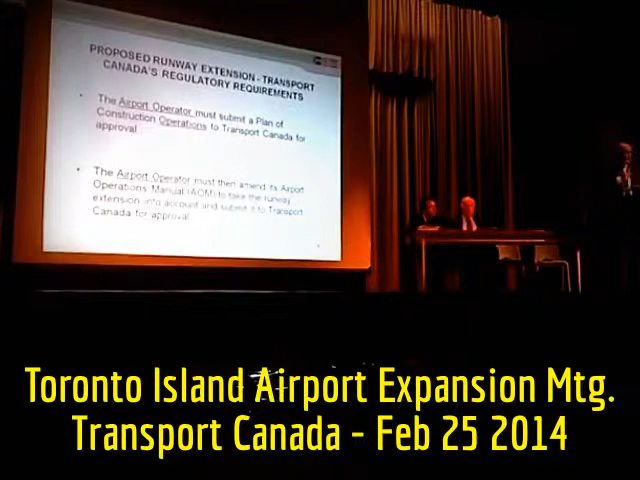 PROPOSED RUNWAY EXTENSION - TRANSPORT
CANADA'S REGULATORY REQUIREMENTS
• The Airport Operator must submit a Plan of
Construction Operations to Transport Canada for
approval
• The Airport Operator must then amend its Airport
Operations Manual (AOM) to take the runway
extension into account and submit it to Transport
Canada for approval
Toronto Island Airport Expansion Mtg.
Transport Canada - Feb 25 2014